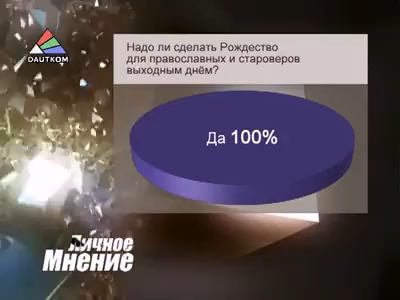 DAUTKOM
Надо ли сделать Рождество
для православных и староверов
выходным днём?
Да 100%
Личное
Мнение